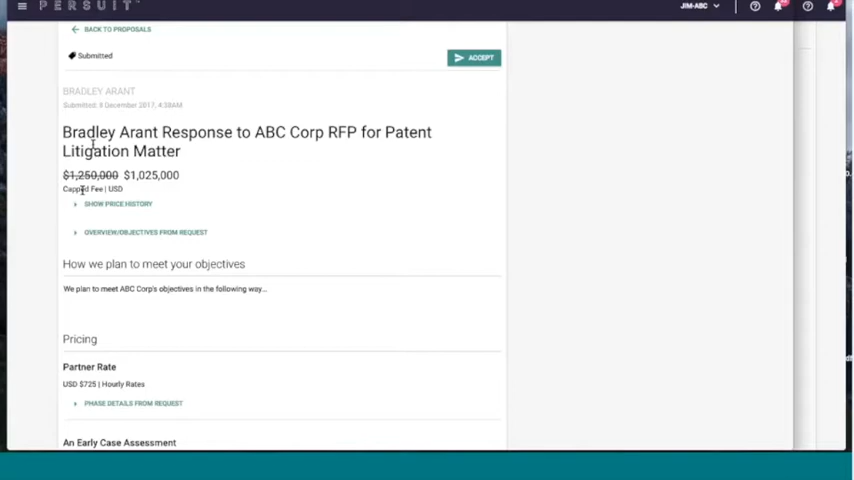 PERSUIT™
JIM-ABC
BACK TO PROPOSALS
Submitted
ACCEPT
BRADLEY ARANT
Submitted: 8 December 2017, 4:38AM
Bradley Arant Response to ABC Corp RFP for Patent
Litigation Matter
$1,250,000 $1,025,000
Capped Fee | USD
SHOW PRICE HISTORY
OVERVIEW/OBJECTIVES FROM REQUEST
How we plan to meet your objectives
We plan to meet ABC Corp's objectives in the following way...
Pricing
Partner Rate
USD $725 | Hourly Rates
PHASE DETAILS FROM REQUEST
An Early Case Assessment